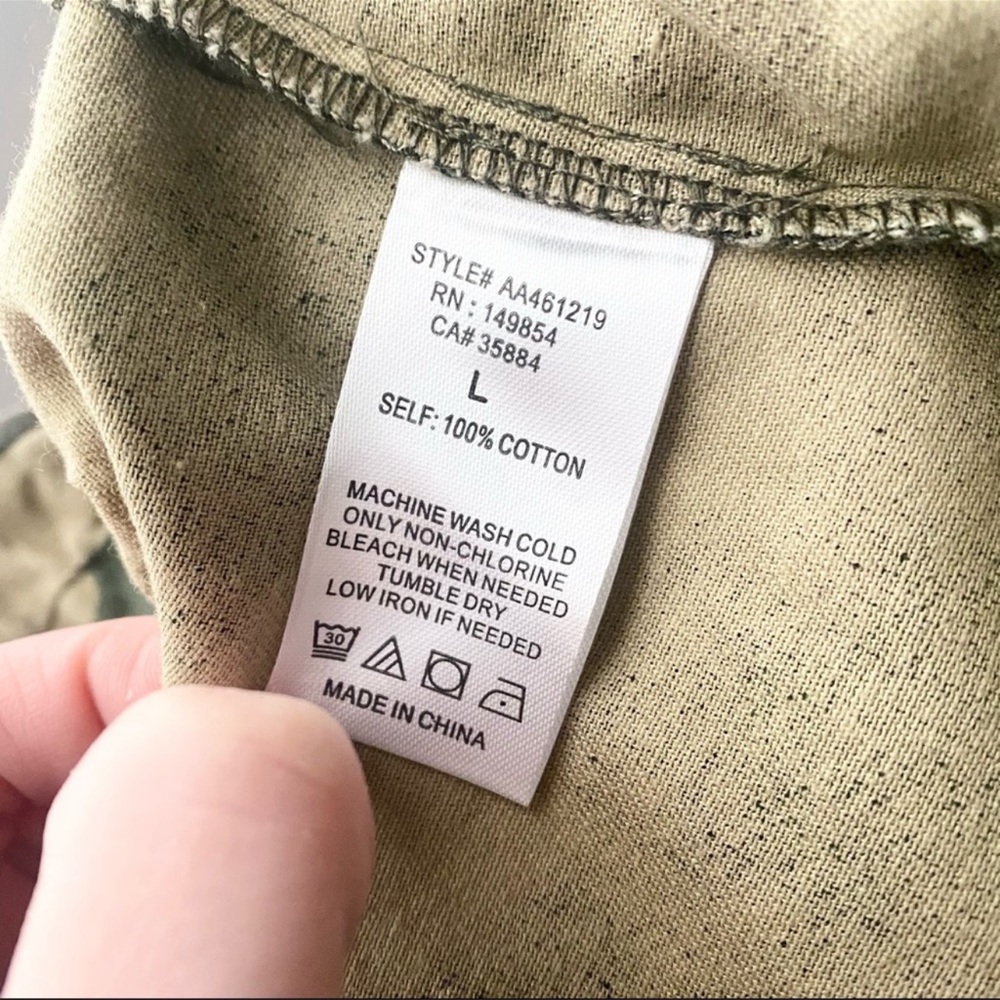 STYLE# AA461219
RN : 149854
CA# 35884
L
SELF: 100% COTTON
MACHINE WASH COLD
ONLY NON-CHLORINE
BLEACH WHEN NEEDED
TUMBLE DRY
LOW IRON IF NEEDED
30
MADE IN CHINA